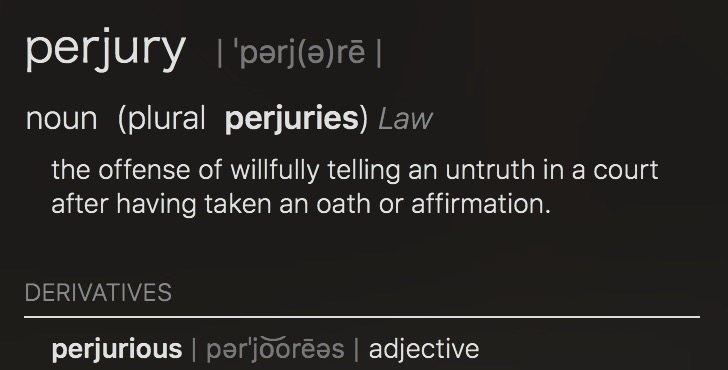 perjury | ˈpərj(ə)rē |
noun (plural perjuries) Law
the offense of willfully telling an untruth in a court
after having taken an oath or affirmation.
DERIVATIVES
perjurious | pərˈjo͝orēəs | adjective